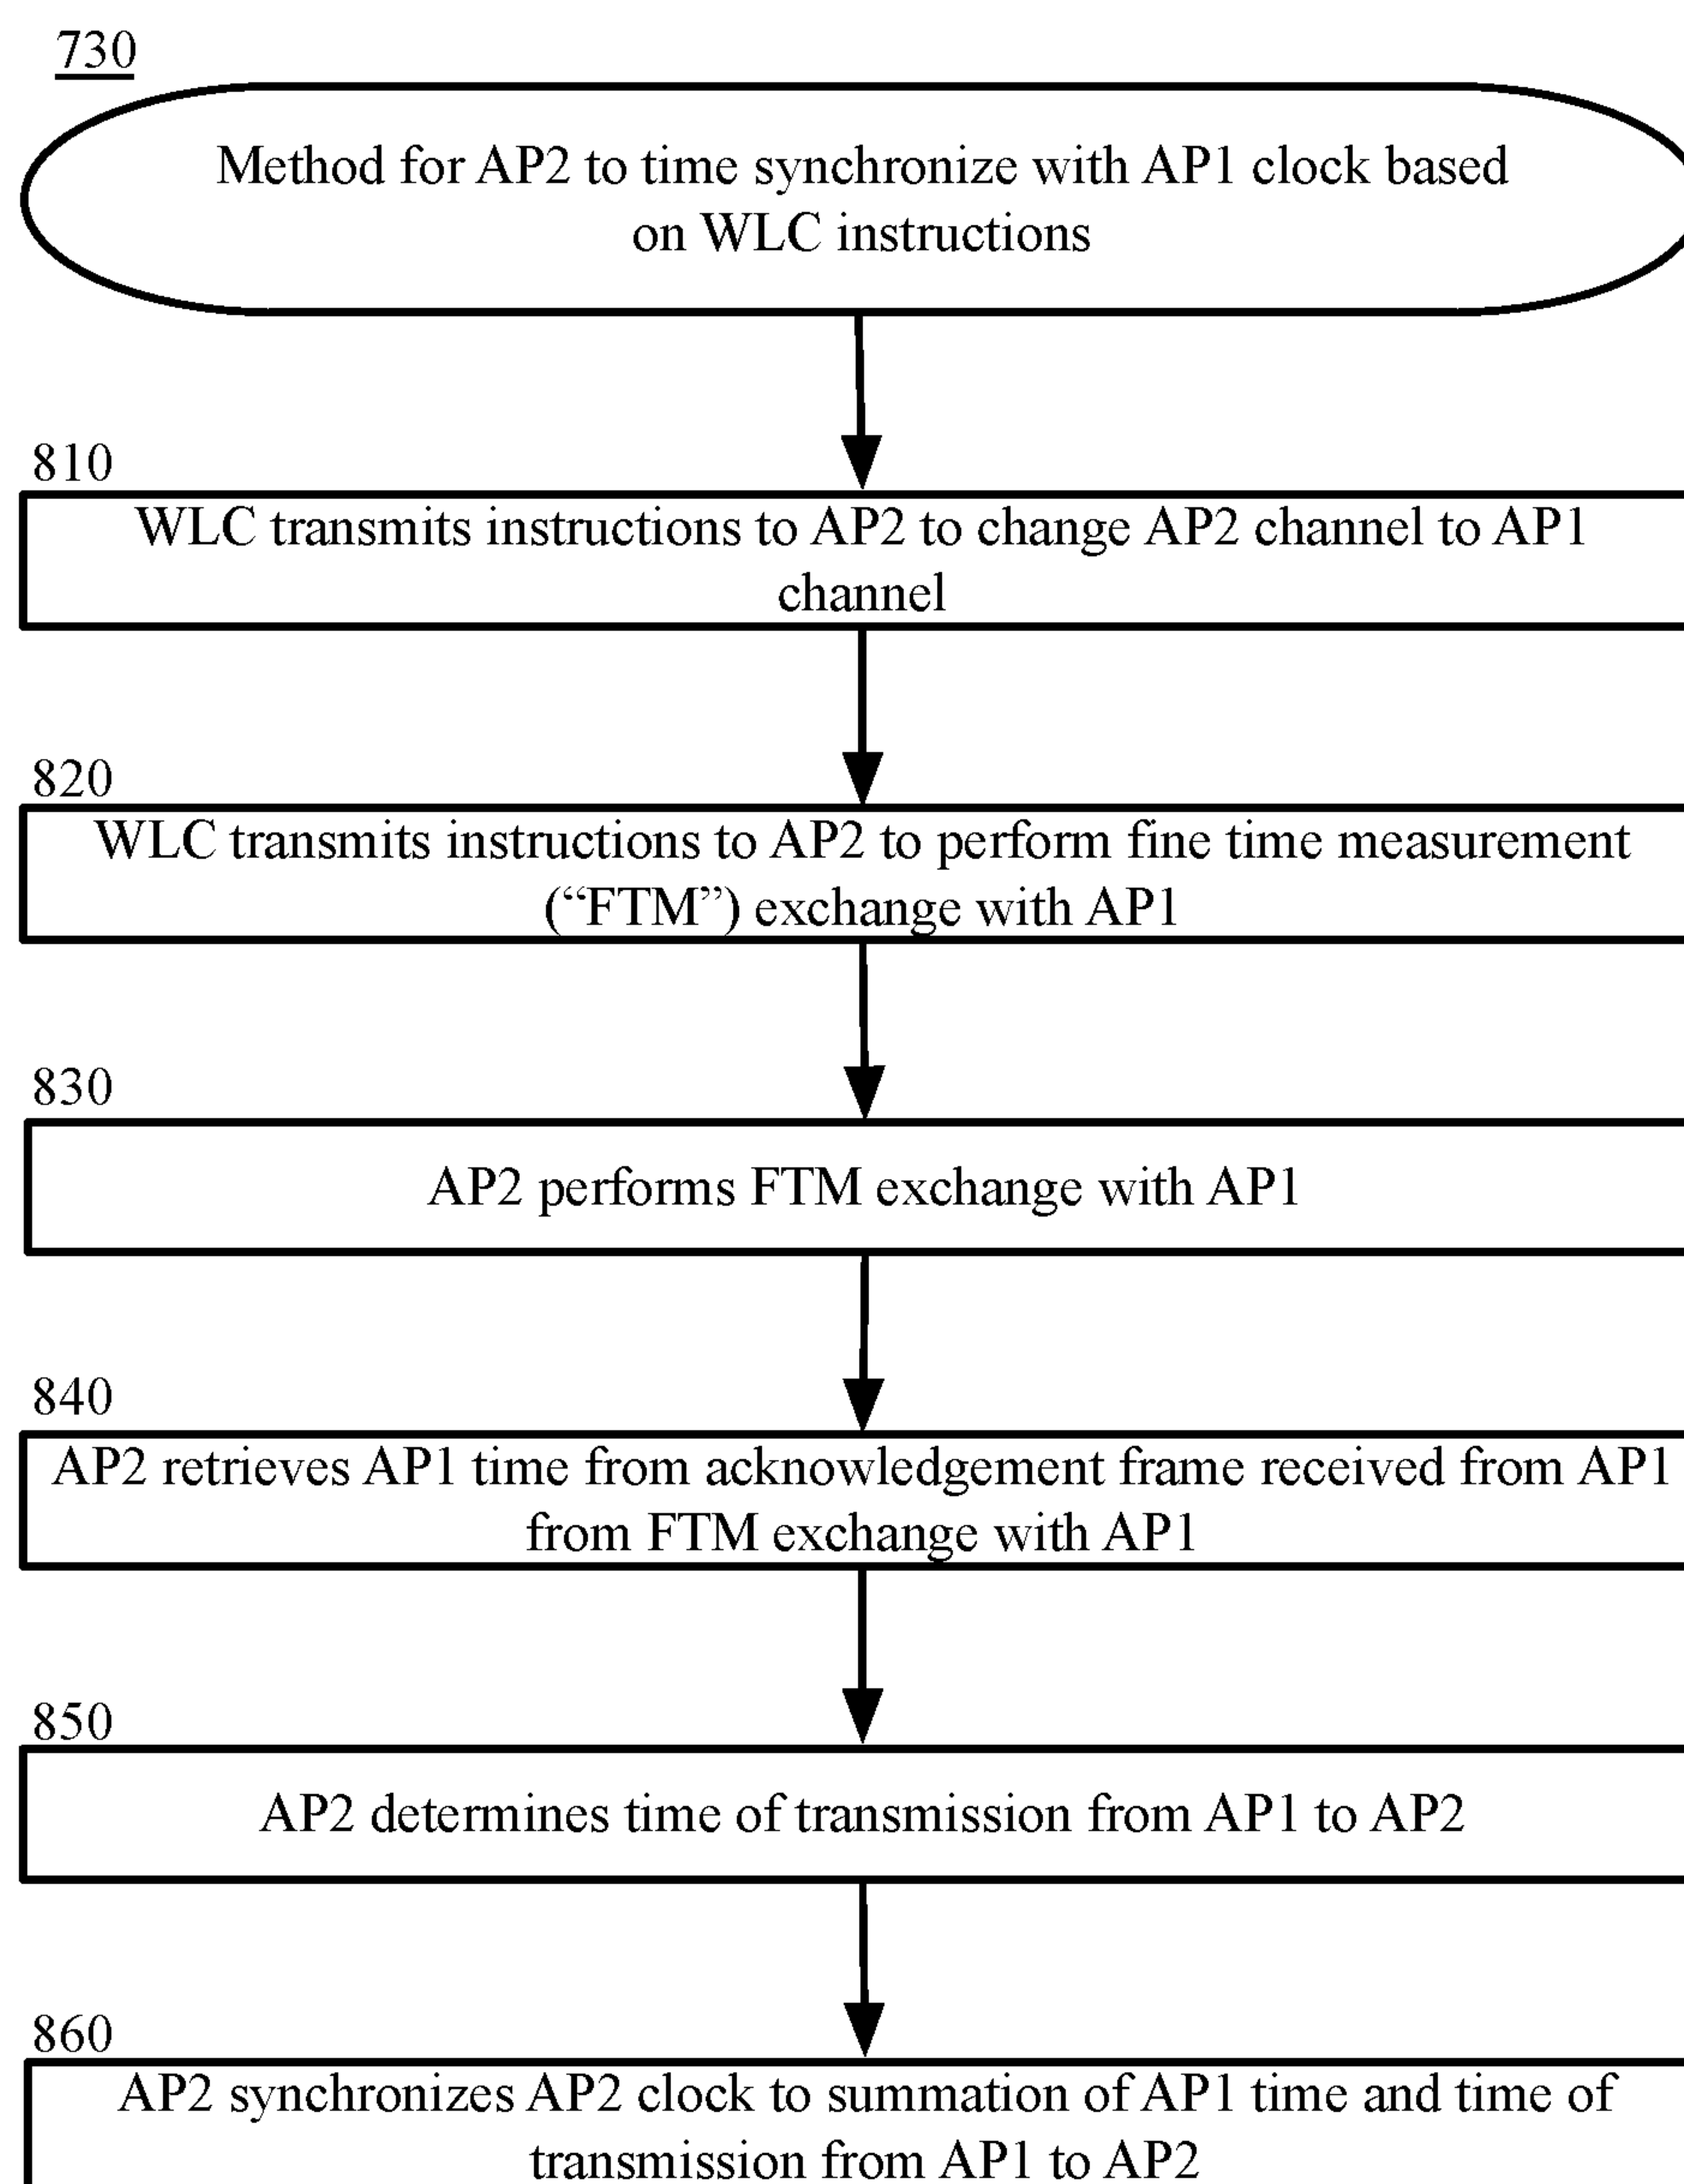 730
Method for AP2 to time synchronize with AP1 clock based
on WLC instructions
810
WLC transmits instructions to AP2 to change AP2 channel to AP1
channel
820
WLC transmits instructions to AP2 to perform fine time measurement
(“FTM”) exchange with AP1
830
AP2 performs FTM exchange with AP1
840
AP2 retrieves AP1 time from acknowledgement frame received from AP1
from FTM exchange with AP1
850
AP2 determines time of transmission from AP1 to AP2
860
AP2 synchronizes AP2 clock to summation of AP1 time and time of
transmission from AP1 to AP2